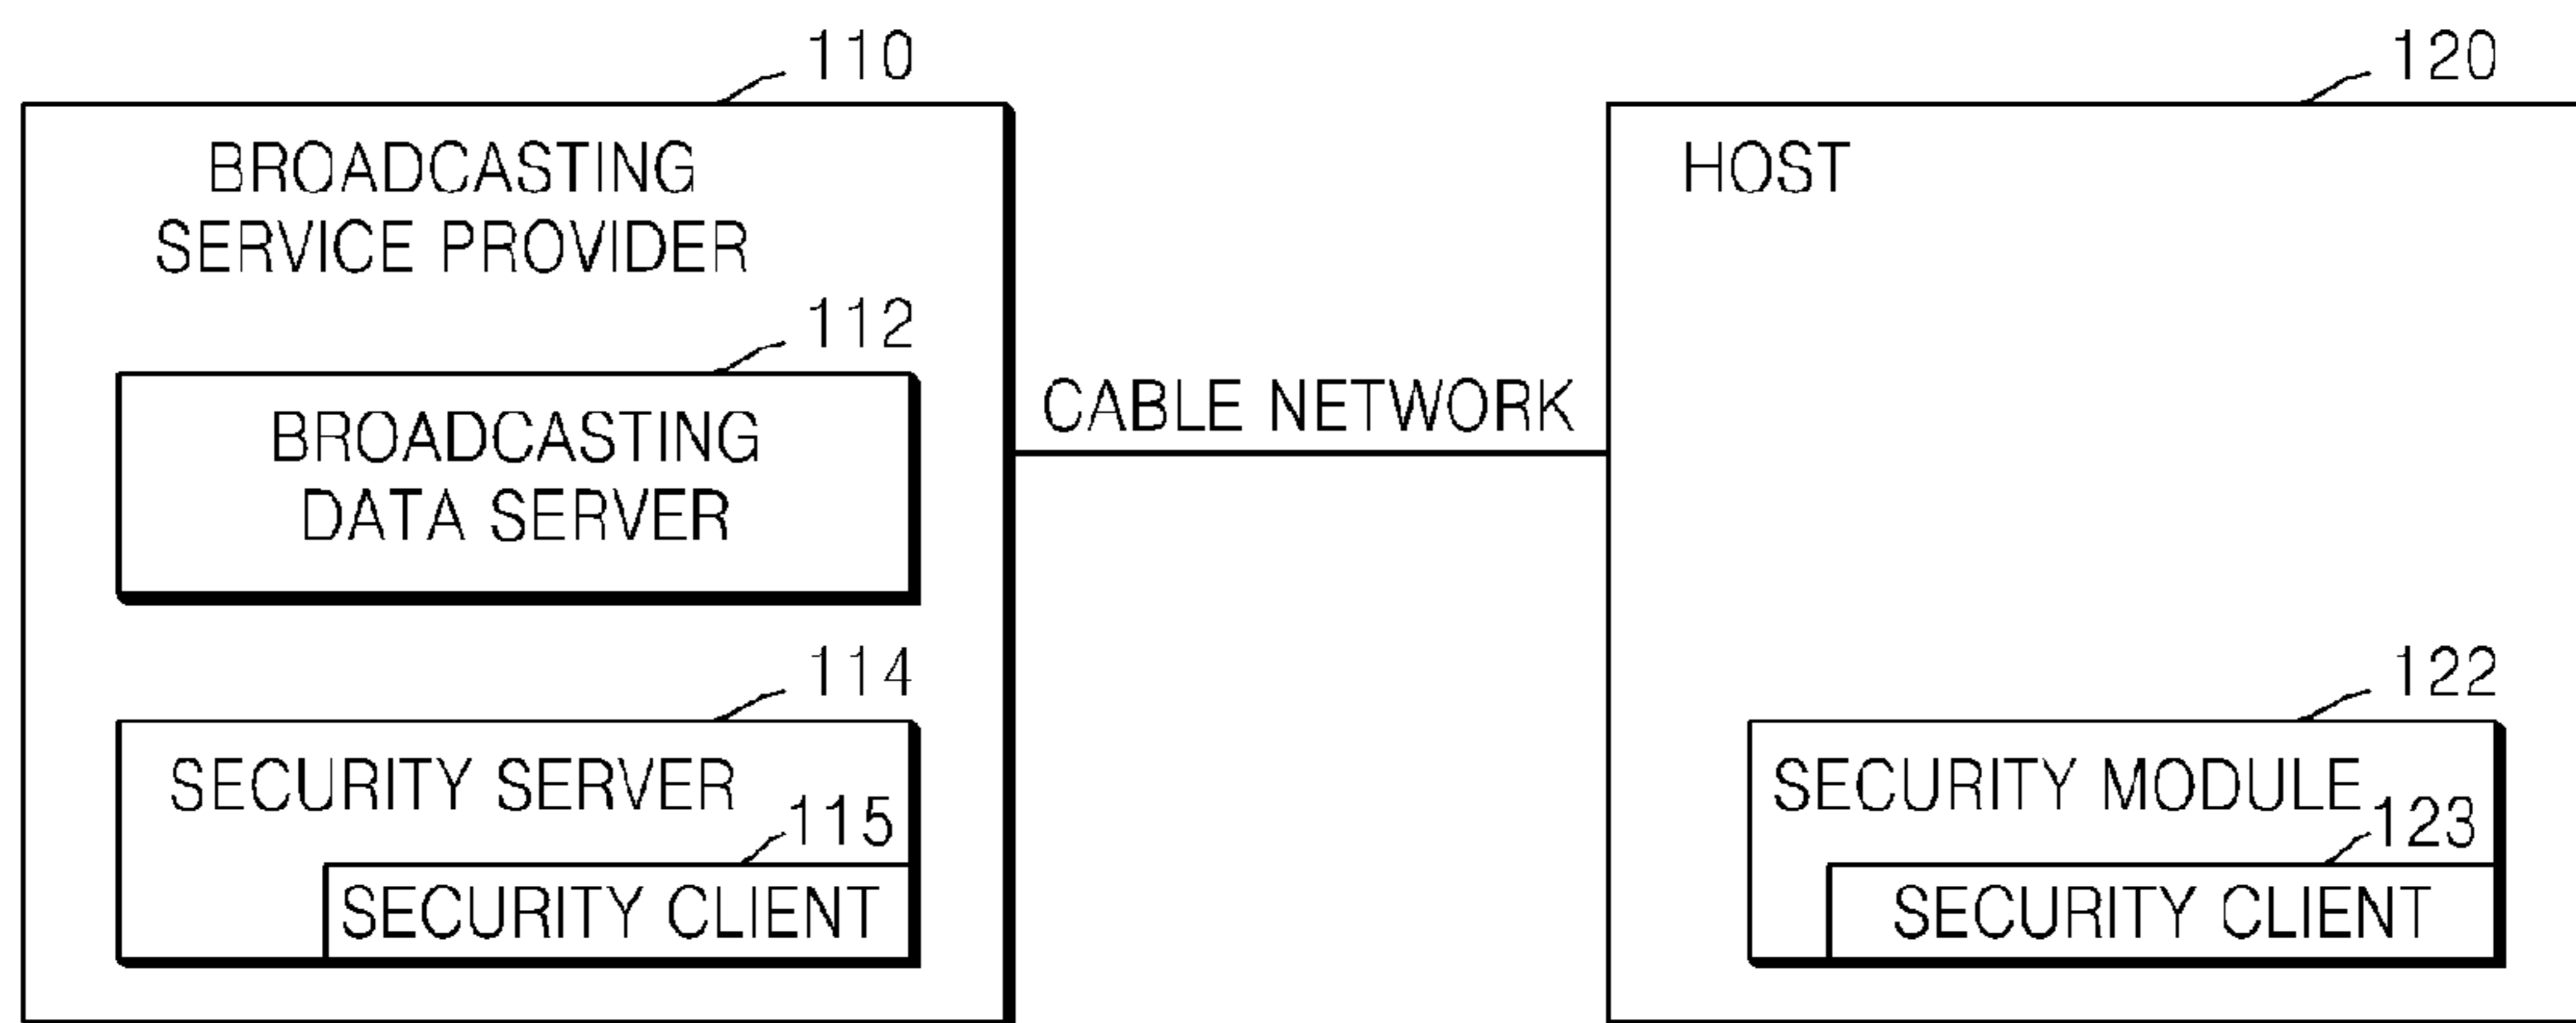 110
BROADCASTING
SERVICE PROVIDER
112
BROADCASTING
DATA SERVER
114
SECURITY SERVER
115
SECURITY CLIENT
CABLE NETWORK
120
HOST
122
SECURITY MODULE
123
SECURITY CLIENT